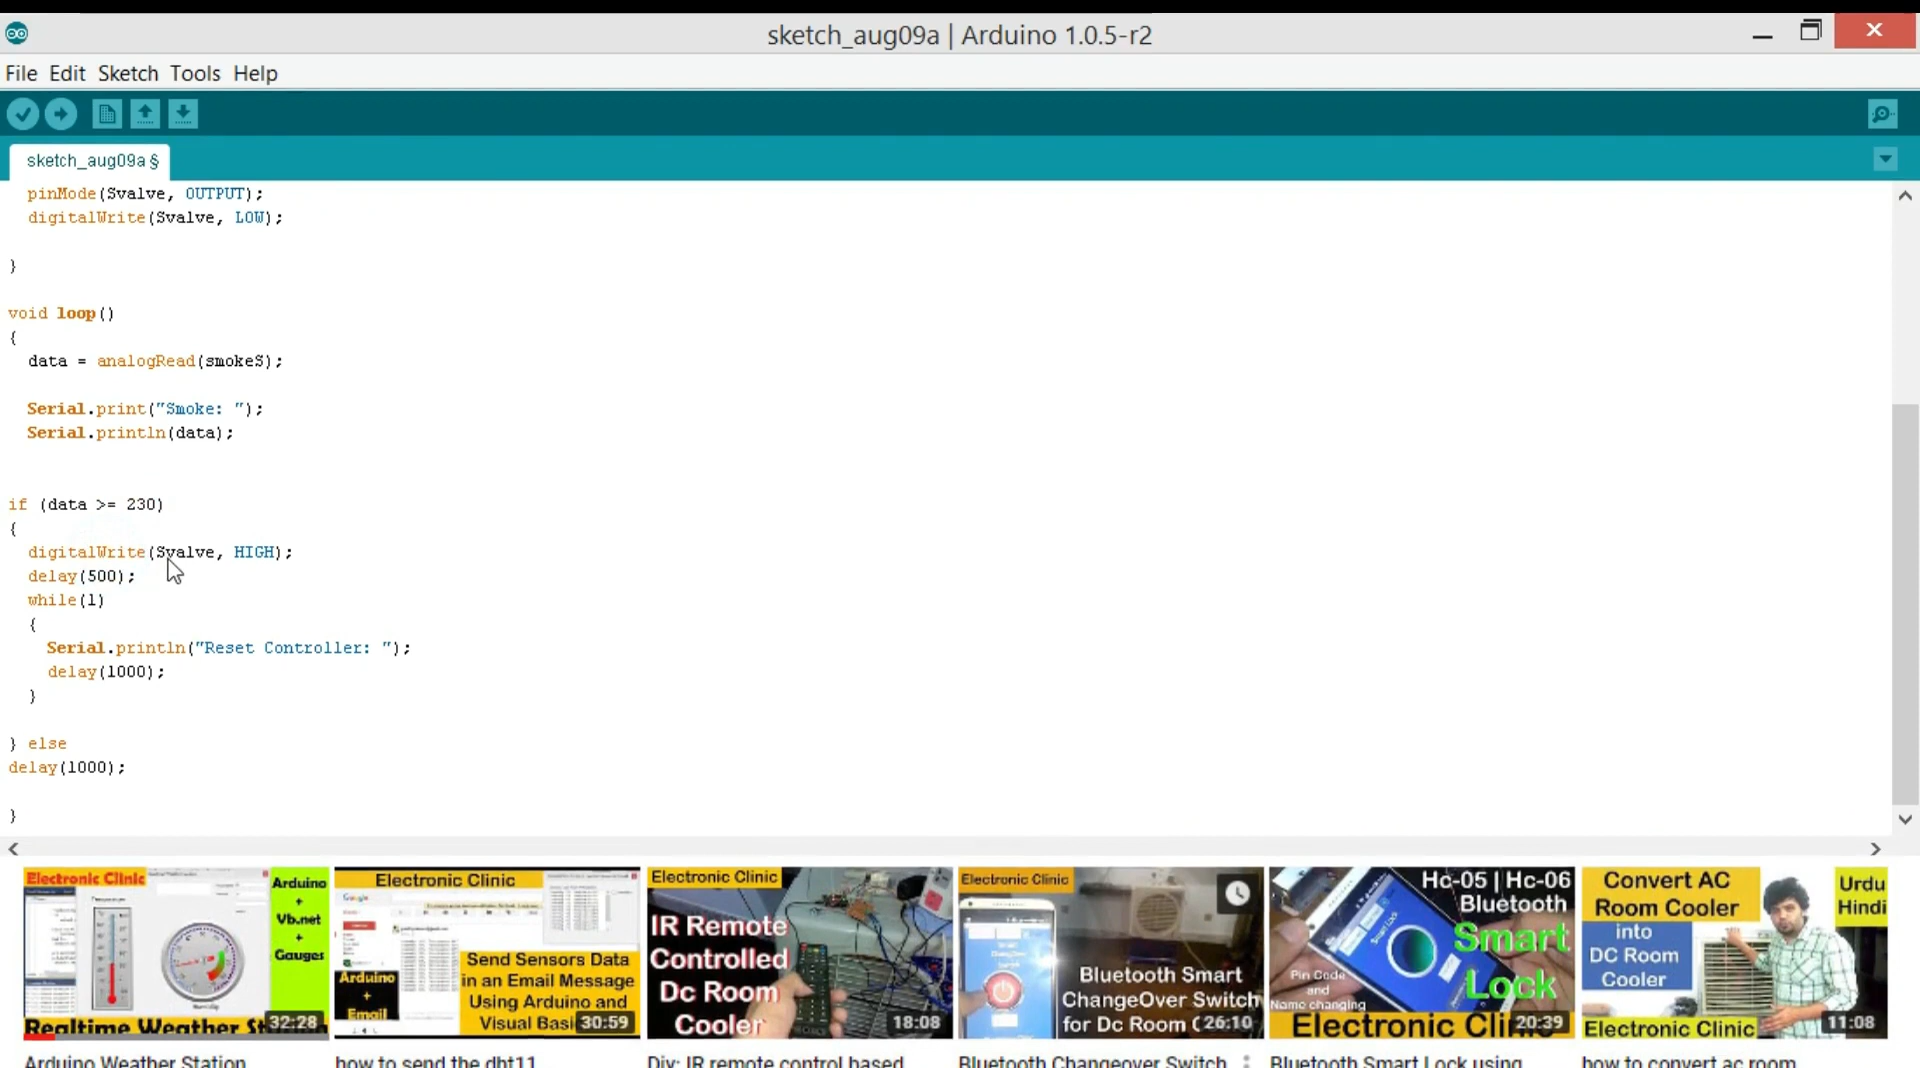 sketch_aug09a | Arduino 1.0.5-r2
File Edit Sketch Tools Help
sketch_aug09a §
pinMode(Svalve, OUTPUT);
digitalWrite(Svalve, LOW);
}
void loop()
{
data = analogRead(smokeS);
Serial.print("Smoke: ");
Serial.println(data);
if (data >= 230)
{
digitalWrite(Svalve, HIGH);
delay(500);
while(1)
{
Serial.println("Reset Controller: ");
delay(1000);
}
} else
delay(1000);
}
Electronic Clinic
Arduino
+
Vb.net
+
Gauges
Realtime Weather St
32:28
Arduino Weather Station
Electronic Clinic
Google
Arduino
+
Email
Send Sensors Data
in an Email Message
Using Arduino and
Visual Basi
30:59
how to send the dht11
Electronic Clinic
IR Remote
Controlled
Dc Room
Cooler
18:08
Diy: IR remote control based
Electronic Clinic
Bluetooth Smart
ChangeOver Switch
for Dc Room C
26:10
Bluetooth Changeover Switch
Hc-05 | Hc-06
Bluetooth
Smart
Lock
Pin Code
and
Name changing
Electronic Clinic
20:39
Bluetooth Smart Lock using
Convert AC
Room Cooler
into
DC Room
Cooler
Urdu
Hindi
Electronic Clinic
11:08
how to convert ac room